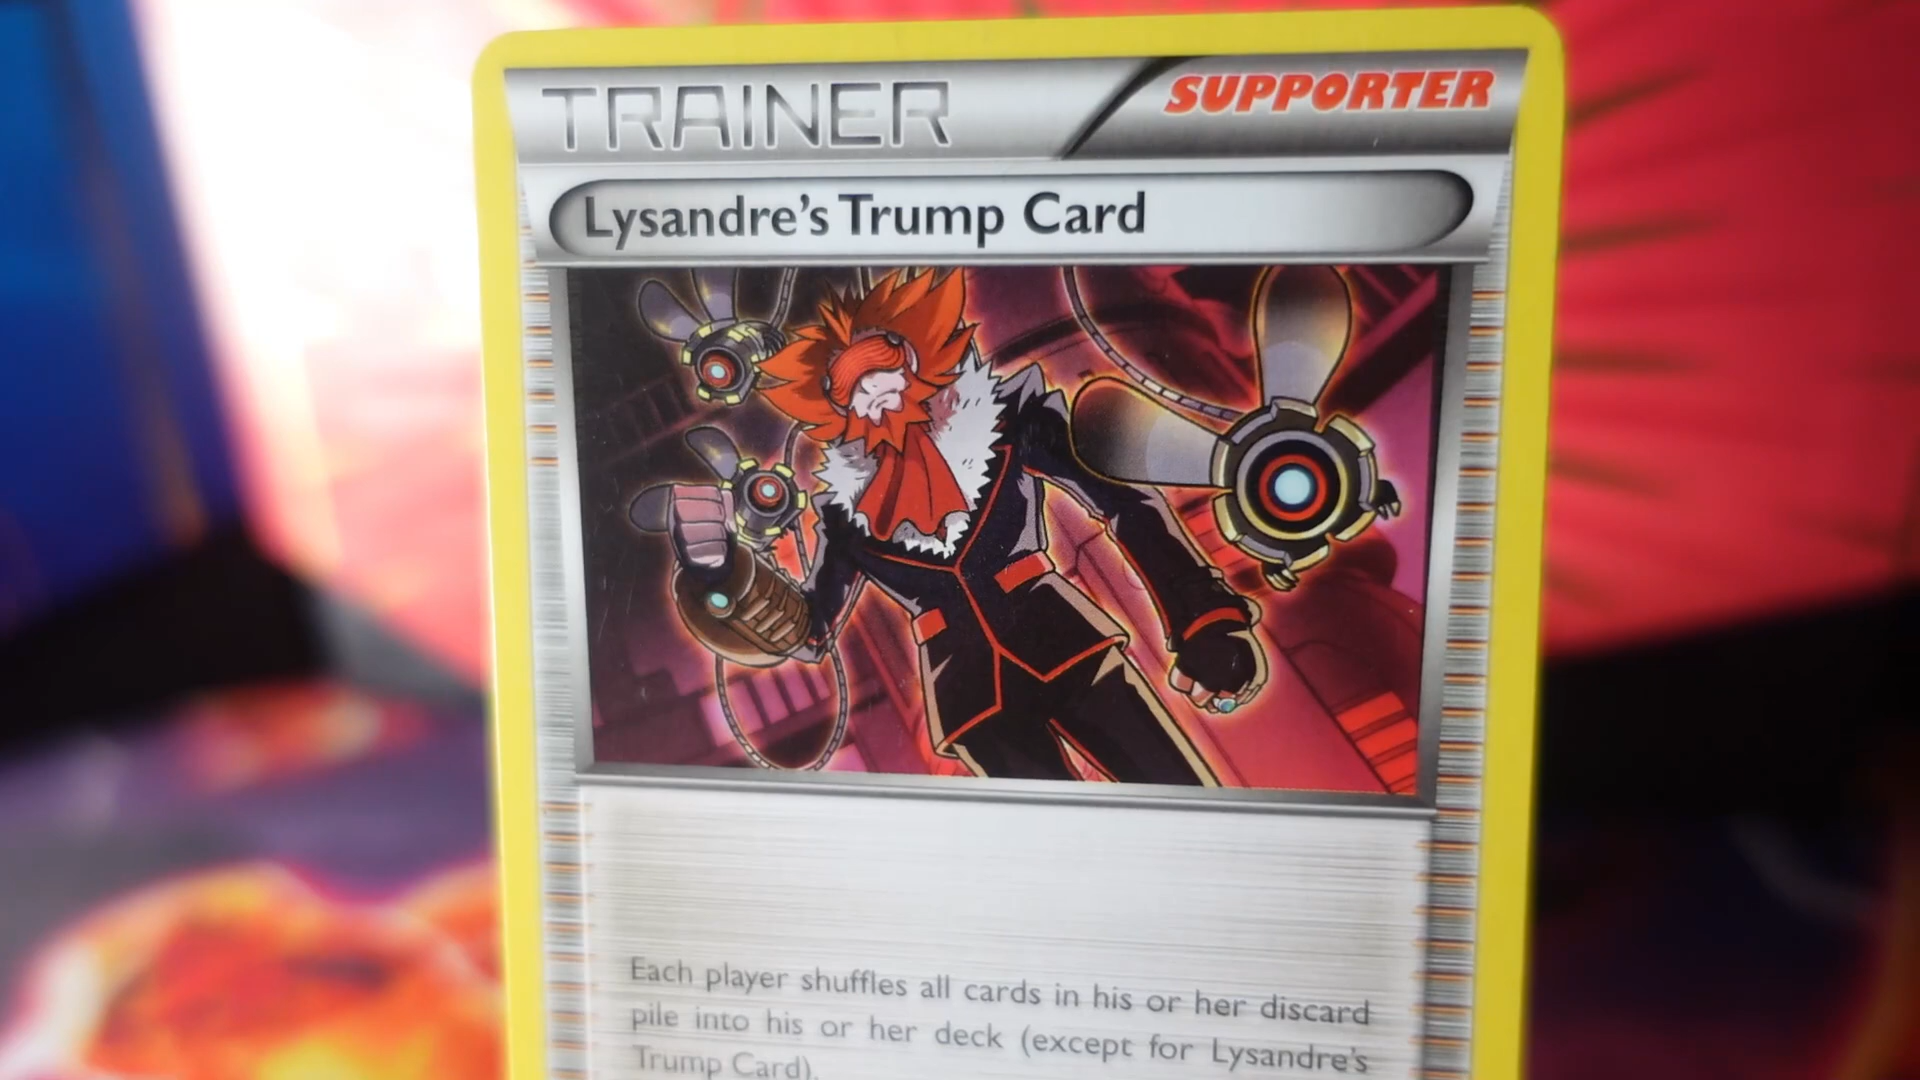 TRAINER
SUPPORTER
Lysandre's Trump Card
Each player shuffles all cards in his or her discard
pile into his or her deck (except for Lysandre's
Trump Card).